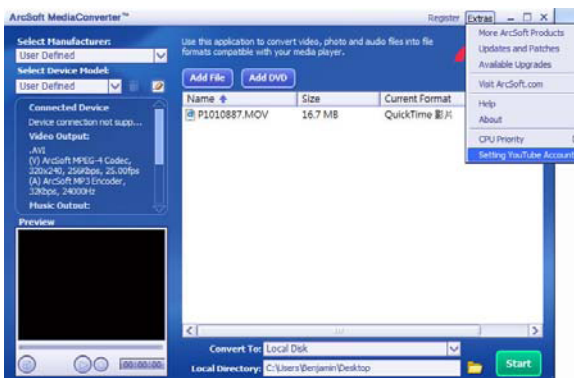 ArcSoft MediaConverter™
Register
Extras
Select Manufacturer:
User Defined
Select Device Model:
User Defined
Use this application to convert video, photo and audio files into file
formats compatible with your media player.
Add File
Add DVD
More ArcSoft Products
Updates and Patches
Available Upgrades
Visit ArcSoft.com
Help
About
CPU Priority
Setting YouTube Account
Name
Size
Current Format
P1010887.MOV
16.7 MB
QuickTime 影片
Connected Device
Device connection not supp...
Video Output:
.AVI
(V) ArcSoft MPEG-4 Codec,
320x240, 256Kbps, 25.00fps
(A) ArcSoft MP3 Encoder,
32Kbps, 24000Hz
Music Output:
Preview
00:00:00
Convert To:
Local Disk
Local Directory:
C:\Users\Benjamin\Desktop
Start